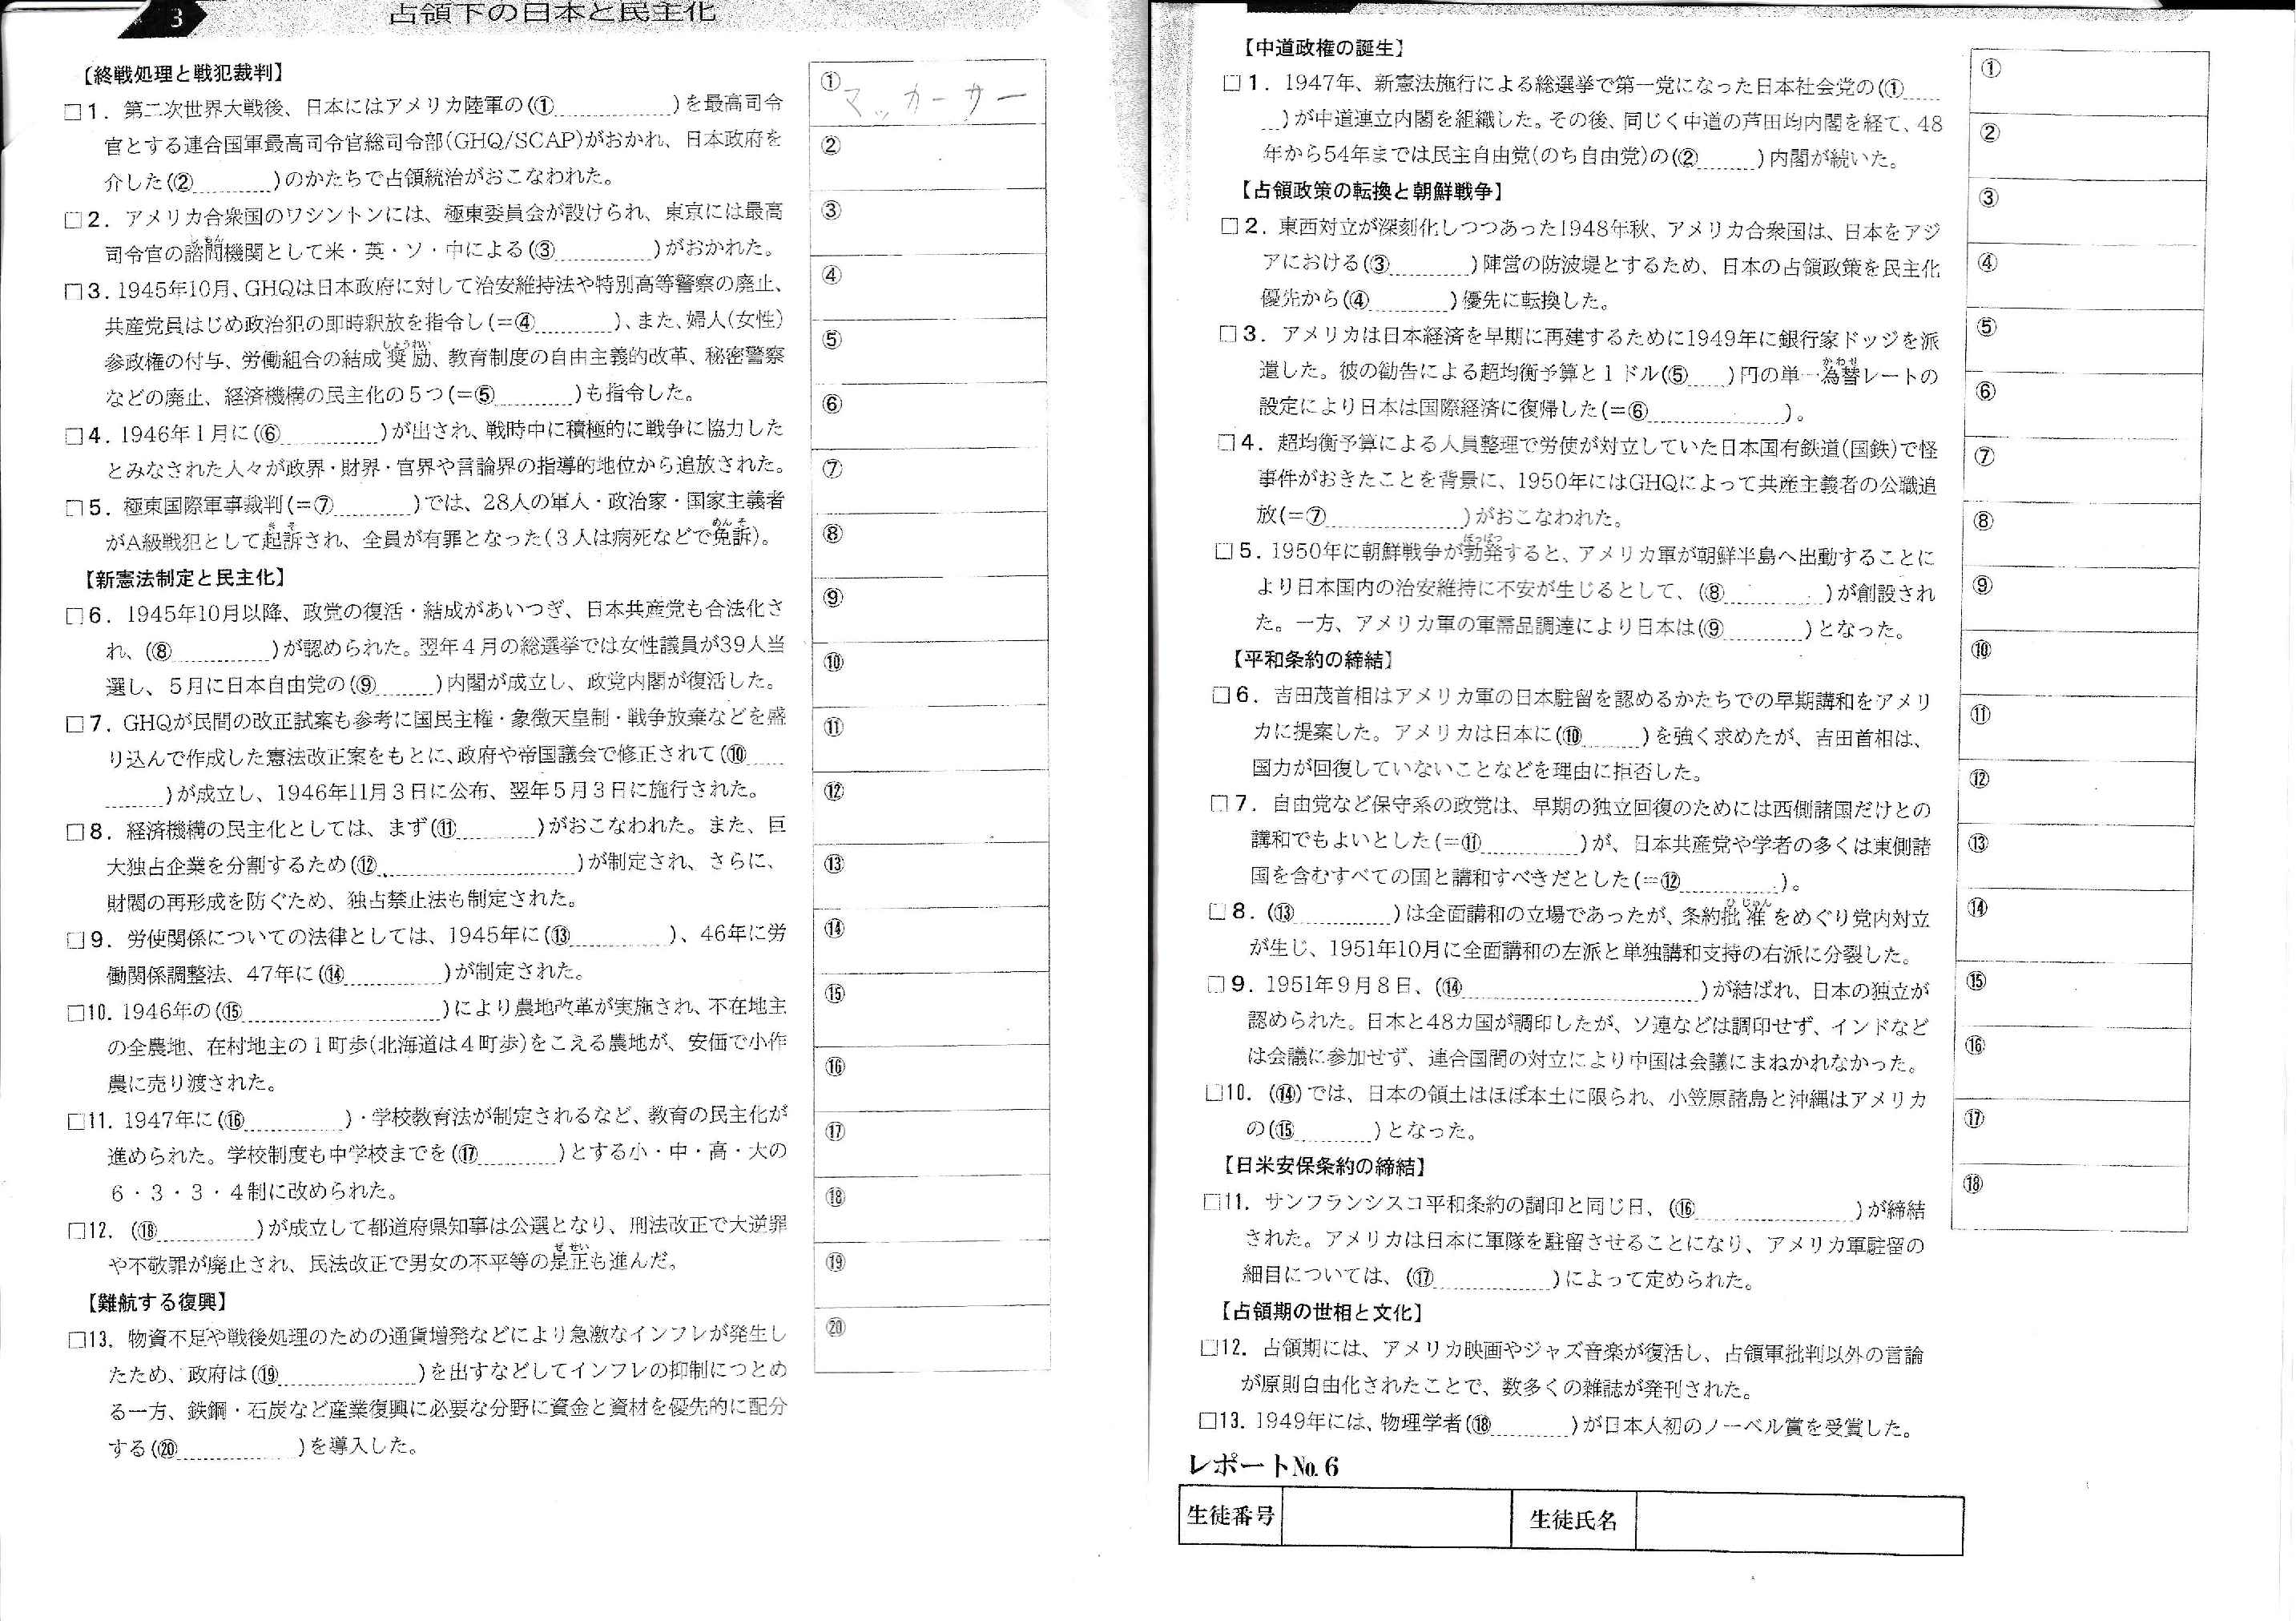 3 占領下の日本と民主化
【終戦処理と戦犯裁判】
□1. 第二次世界大戦後、日本にはアメリカ陸軍の(① )を最高司令
官とする連合国軍最高司令官総司令部(GHQ/SCAP)がおかれ、日本政府を
介した(② )のかたちで占領統治がおこなわれた。
□2. アメリカ合衆国のワシントンには、極東委員会が設けられ、東京には最高
司令官の諮問機関として米・英・ソ・中による(③ )がおかれた。
□3. 1945年10月、GHQは日本政府に対して治安維持法や特別高等警察の廃止、
共産党員はじめ政治犯の即時釈放を指令し(=④ )、また、婦人(女性)
しょうれい
参政権の付与、労働組合の結成奨励、教育制度の自由主義的改革、秘密警察
などの廃止、経済機構の民主化の5つ(=⑤ )も指令した。
□4. 1946年1月に(⑥ )が出され、戦時中に積極的に戦争に協力した
とみなされた人々が政界・財界・官界や言論界の指導的地位から追放された。
□5. 極東国際軍事裁判(=⑦ )では、28人の軍人・政治家・国家主義者
きそ めんそ
がA級戦犯として起訴され、全員が有罪となった(3人は病死などで免訴)。
【新憲法制定と民主化】
□6. 1945年10月以降、政党の復活・結成があいつぎ、日本共産党も合法化さ
れ、(⑧ )が認められた。翌年4月の総選挙では女性議員が39人当
選し、5月に日本自由党の(⑨ )内閣が成立し、政党内閣が復活した。
□7. GHQが民間の改正試案も参考に国民主権・象徴天皇制・戦争放棄などを盛
り込んで作成した憲法改正案をもとに、政府や帝国議会で修正されて(⑩
)が成立し、1946年11月3日に公布、翌年5月3日に施行された。
□8. 経済機構の民主化としては、まず(⑪ )がおこなわれた。また、巨
大独占企業を分割するため(⑫ )が制定され、さらに、
財閥の再形成を防ぐため、独占禁止法も制定された。
□9. 労使関係についての法律としては、1945年に(⑬ )、46年に労
働関係調整法、47年に(⑭ )が制定された。
□10. 1946年の(⑮ )により農地改革が実施され、不在地主
の全農地、在村地主の1町歩(北海道は4町歩)をこえる農地が、安価で小作
農に売り渡された。
□11. 1947年に(⑯ )・学校教育法が制定されるなど、教育の民主化が
進められた。学校制度も中学校までを(⑰ )とする小・中・高・大の
6・3・3・4制に改められた。
□12. (⑱ )が成立して都道府県知事は公選となり、刑法改正で大逆罪
ぜせい
や不敬罪が廃止され、民法改正で男女の不平等の是正も進んだ。
【難航する復興】
□13. 物資不足や戦後処理のための通貨増発などにより急激なインフレが発生し
たため、政府は(⑲ )を出すなどしてインフレの抑制につとめ
る一方、鉄鋼・石炭など産業復興に必要な分野に資金と資材を優先的に配分
する(⑳ )を導入した。
① マッカーサー
②
③
④
⑤
⑥
⑦
⑧
⑨
⑩
⑪
⑫
⑬
⑭
⑮
⑯
⑰
⑱
⑲
⑳
【中道政権の誕生】
□1. 1947年、新憲法施行による総選挙で第一党になった日本社会党の(①
)が中道連立内閣を組織した。その後、同じく中道の芦田均内閣を経て、48
年から54年までは民主自由党(のち自由党)の(② )内閣が続いた。
【占領政策の転換と朝鮮戦争】
□2. 東西対立が深刻化しつつあった1948年秋、アメリカ合衆国は、日本をアジ
アにおける(③ )陣営の防波堤とするため、日本の占領政策を民主化
優先から(④ )優先に転換した。
□3. アメリカは日本経済を早期に再建するために1949年に銀行家ドッジを派
かわせ
遣した。彼の勧告による超均衡予算と1ドル(⑤ )円の単一為替レートの
設定により日本は国際経済に復帰した(=⑥ )。
□4. 超均衡予算による人員整理で労使が対立していた日本国有鉄道(国鉄)で怪
事件がおきたことを背景に、1950年にはGHQによって共産主義者の公職追
放(=⑦ )がおこなわれた。
ぼっぱつ
□5. 1950年に朝鮮戦争が勃発すると、アメリカ軍が朝鮮半島へ出動することに
より日本国内の治安維持に不安が生じるとして、(⑧ )が創設され
た。一方、アメリカ軍の軍需品調達により日本は(⑨ )となった。
【平和条約の締結】
□6. 吉田茂首相はアメリカ軍の日本駐留を認めるかたちでの早期講和をアメリ
カに提案した。アメリカは日本に(⑩ )を強く求めたが、吉田首相は、
国力が回復していないことなどを理由に拒否した。
□7. 自由党など保守系の政党は、早期の独立回復のためには西側諸国だけとの
講和でもよいとした(=⑪ )が、日本共産党や学者の多くは東側諸
国を含むすべての国と講和すべきだとした(=⑫ )。
ひじゅん
□8. (⑬ )は全面講和の立場であったが、条約批准をめぐり党内対立
が生じ、1951年10月に全面講和の左派と単独講和支持の右派に分裂した。
□9. 1951年9月8日、(⑭ )が結ばれ、日本の独立が
認められた。日本と48カ国が調印したが、ソ連などは調印せず、インドなど
は会議に参加せず、連合国間の対立により中国は会議にまねかれなかった。
□10. (⑭)では、日本の領土はほぼ本土に限られ、小笠原諸島と沖縄はアメリカ
の(⑮ )となった。
【日米安保条約の締結】
□11. サンフランシスコ平和条約の調印と同じ日、(⑯ )が締結
された。アメリカは日本に軍隊を駐留させることになり、アメリカ軍駐留の
細目については、(⑰ )によって定められた。
【占領期の世相と文化】
□12. 占領期には、アメリカ映画やジャズ音楽が復活し、占領軍批判以外の言論
が原則自由化されたことで、数多くの雑誌が発刊された。
□13. 1949年には、物理学者(⑱ )が日本人初のノーベル賞を受賞した。
①
②
③
④
⑤
⑥
⑦
⑧
⑨
⑩
⑪
⑫
⑬
⑭
⑮
⑯
⑰
⑱
レポートNo. 6
生徒番号 生徒氏名